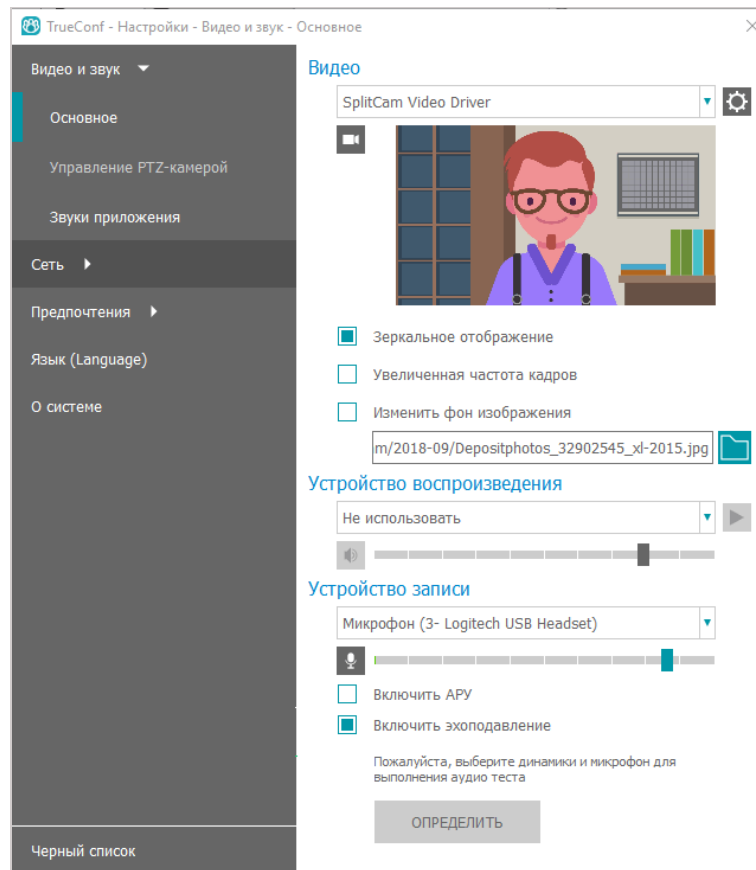 TrueConf - Настройки - Видео и звук - Основное
Видео и звук
Основное
Управление PTZ-камерой
Звуки приложения
Сеть
Предпочтения
Язык (Language)
О системе
Черный список
Видео
SplitCam Video Driver
Зеркальное отображение
Увеличенная частота кадров
Изменить фон изображения
m/2018-09/Depositphotos_32902545_xl-2015.jpg
Устройство воспроизведения
Не использовать
Устройство записи
Микрофон (3- Logitech USB Headset)
Включить АРУ
Включить эхоподавление
Пожалуйста, выберите динамики и микрофон для
выполнения аудио теста
ОПРЕДЕЛИТЬ